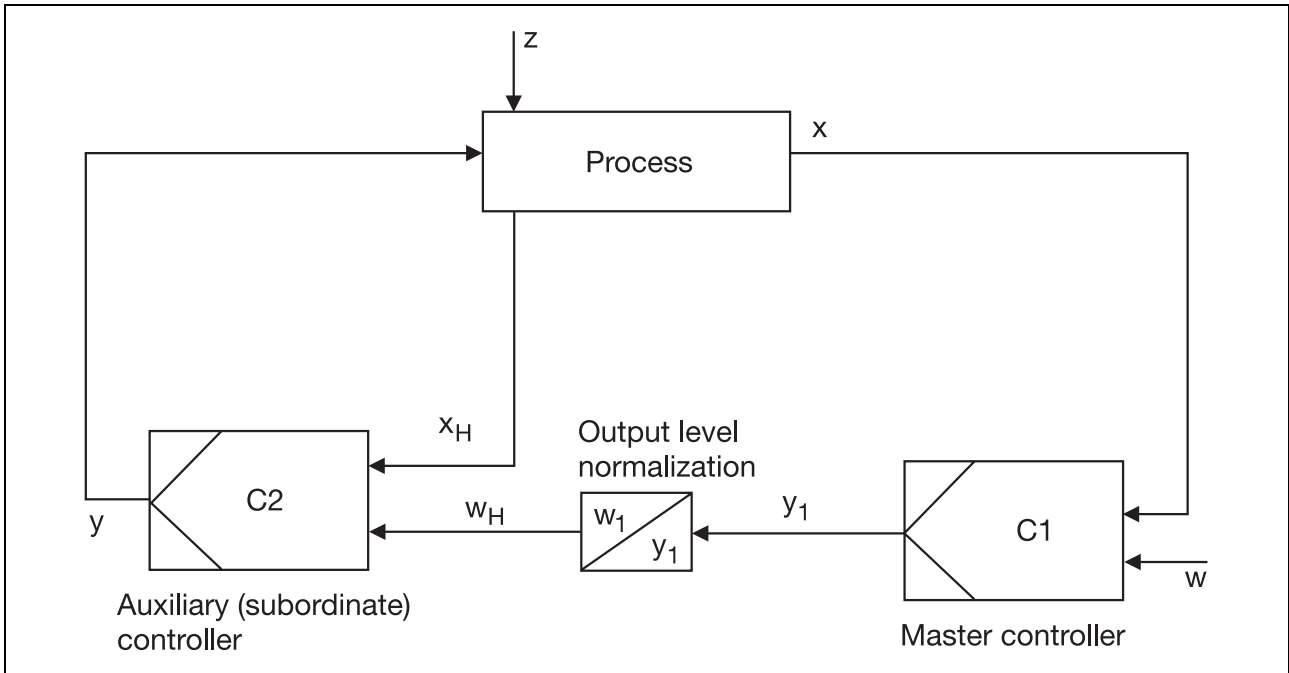 z
x
Process
x_H
Output level
normalization
C2
w_H
w_1
y_1
y_1
C1
y
w
Auxiliary (subordinate)
controller
Master controller